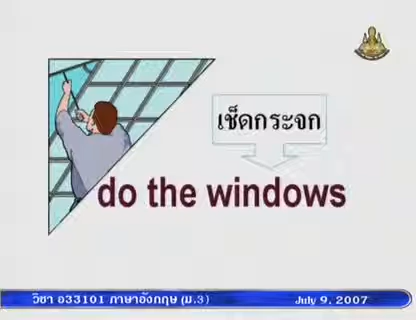 เช็ดกระจก
do the windows
วิชา อ33101 ภาษาอังกฤษ (ม.3) July 9, 2007